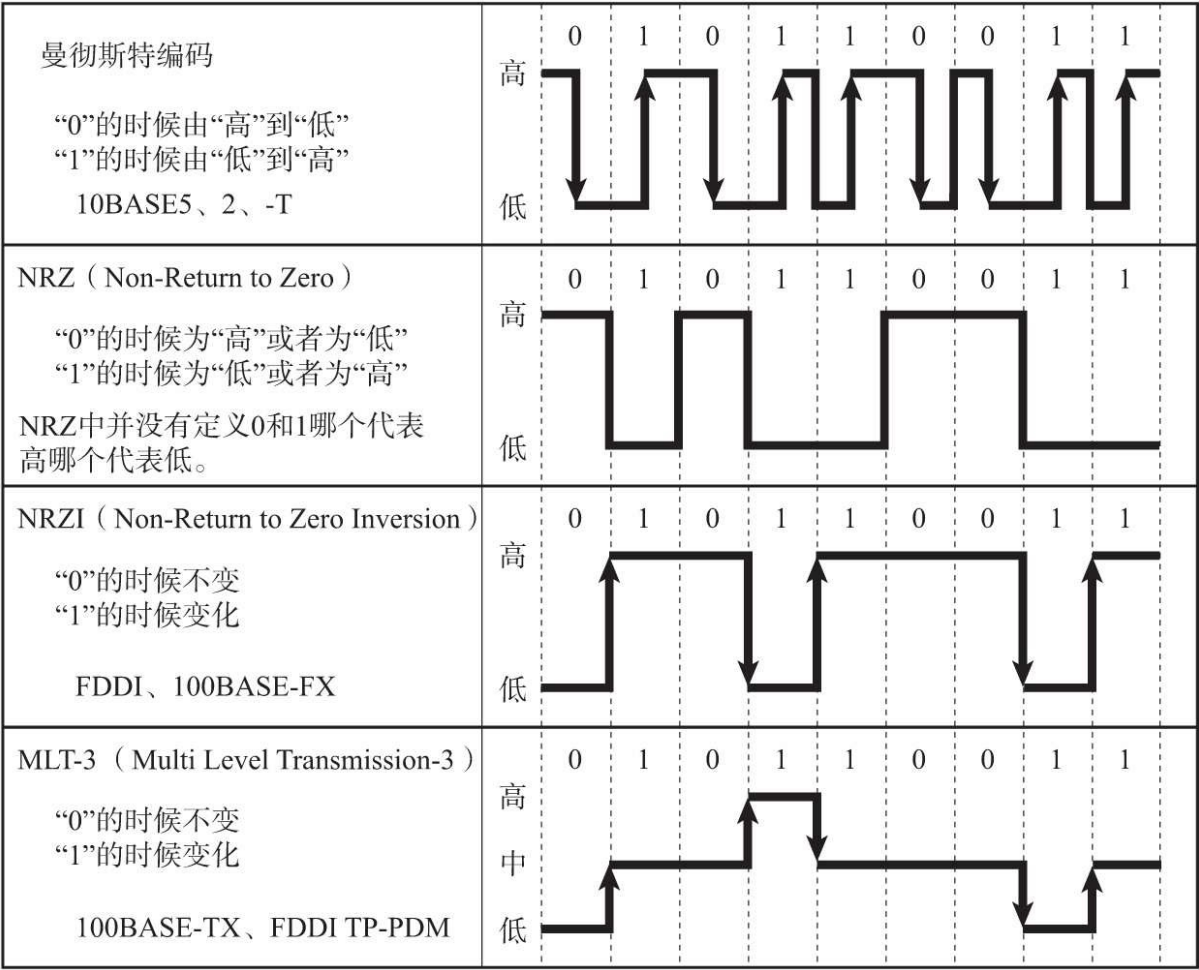 曼彻斯特编码
“0”的时候由“高”到“低”
“1”的时候由“低”到“高”
10BASE5、2、-T
0 1 0 1 1 0 0 1 1
高
低
NRZ（Non-Return to Zero）
“0”的时候为“高”或者为“低”
“1”的时候为“低”或者为“高”
NRZ中并没有定义0和1哪个代表
高哪个代表低。
0 1 0 1 1 0 0 1 1
高
低
NRZI（Non-Return to Zero Inversion）
“0”的时候不变
“1”的时候变化
FDDI、100BASE-FX
0 1 0 1 1 0 0 1 1
高
低
MLT-3 （Multi Level Transmission-3）
“0”的时候不变
“1”的时候变化
100BASE-TX、FDDI TP-PDM
0 1 0 1 1 0 0 1 1
高
中
低